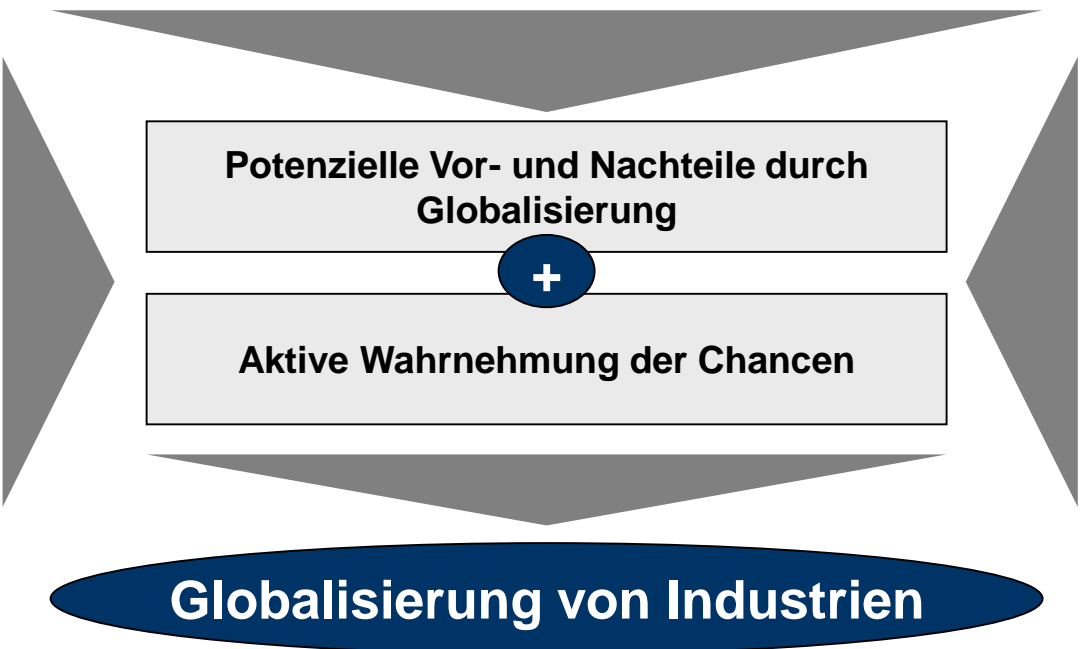 Potenzielle Vor- und Nachteile durch
Globalisierung
+
Aktive Wahrnehmung der Chancen
Globalisierung von Industrien